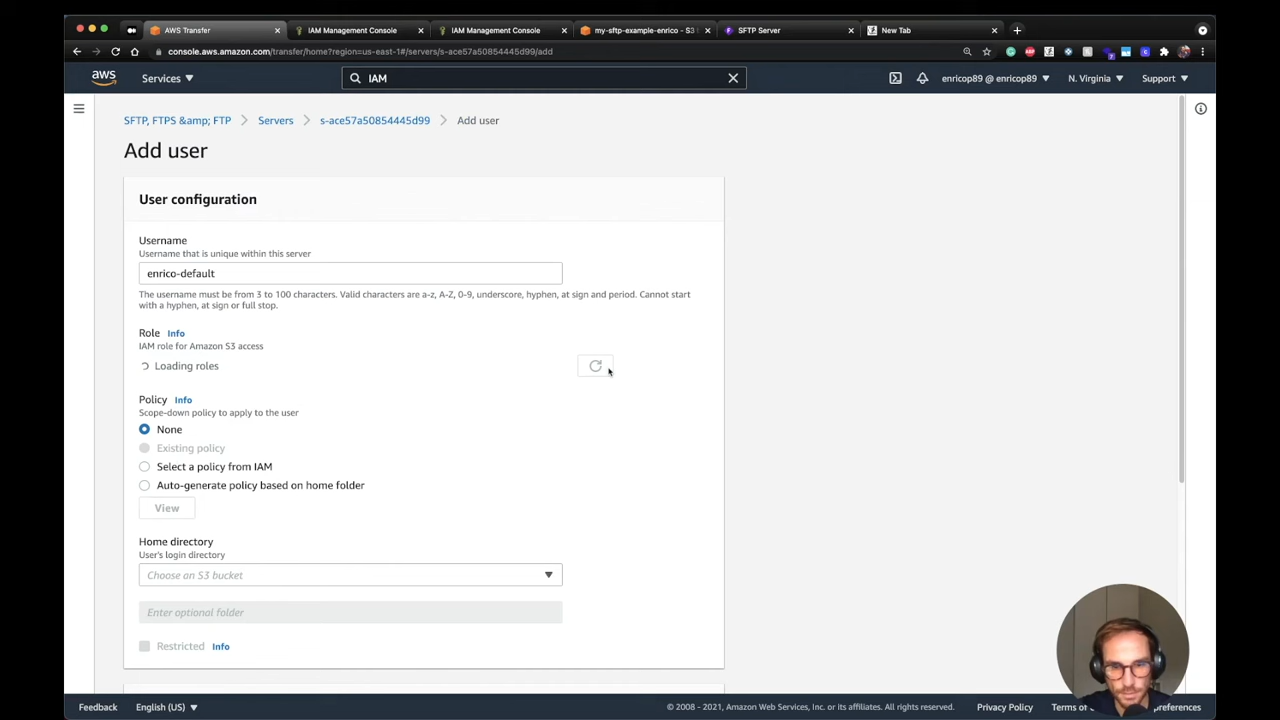 AWS Transfer
IAM Management Console
IAM Management Console
my-sftp-example-enrico - S3 b
SFTP Server
New Tab
console.aws.amazon.com/transfer/home?region=us-east-1#/servers/s-ace57a50854445d99/add
aws
Services
IAM
enricop89 @ enricop89
N. Virginia
Support
SFTP, FTPS &amp; FTP
Servers
s-ace57a50854445d99
Add user
Add user
User configuration
Username
Username that is unique within this server
enrico-default
The username must be from 3 to 100 characters. Valid characters are a-z, A-Z, 0-9, underscore, hyphen, at sign and period. Cannot start
with a hyphen, at sign or full stop.
Role Info
IAM role for Amazon S3 access
Loading roles
Policy Info
Scope-down policy to apply to the user
None
Existing policy
Select a policy from IAM
Auto-generate policy based on home folder
View
Home directory
User's login directory
Choose an S3 bucket
Enter optional folder
Restricted Info
Feedback
English (US)
© 2008 - 2021, Amazon Web Services, Inc. or its affiliates. All rights reserved.
Privacy Policy
Terms of
preferences